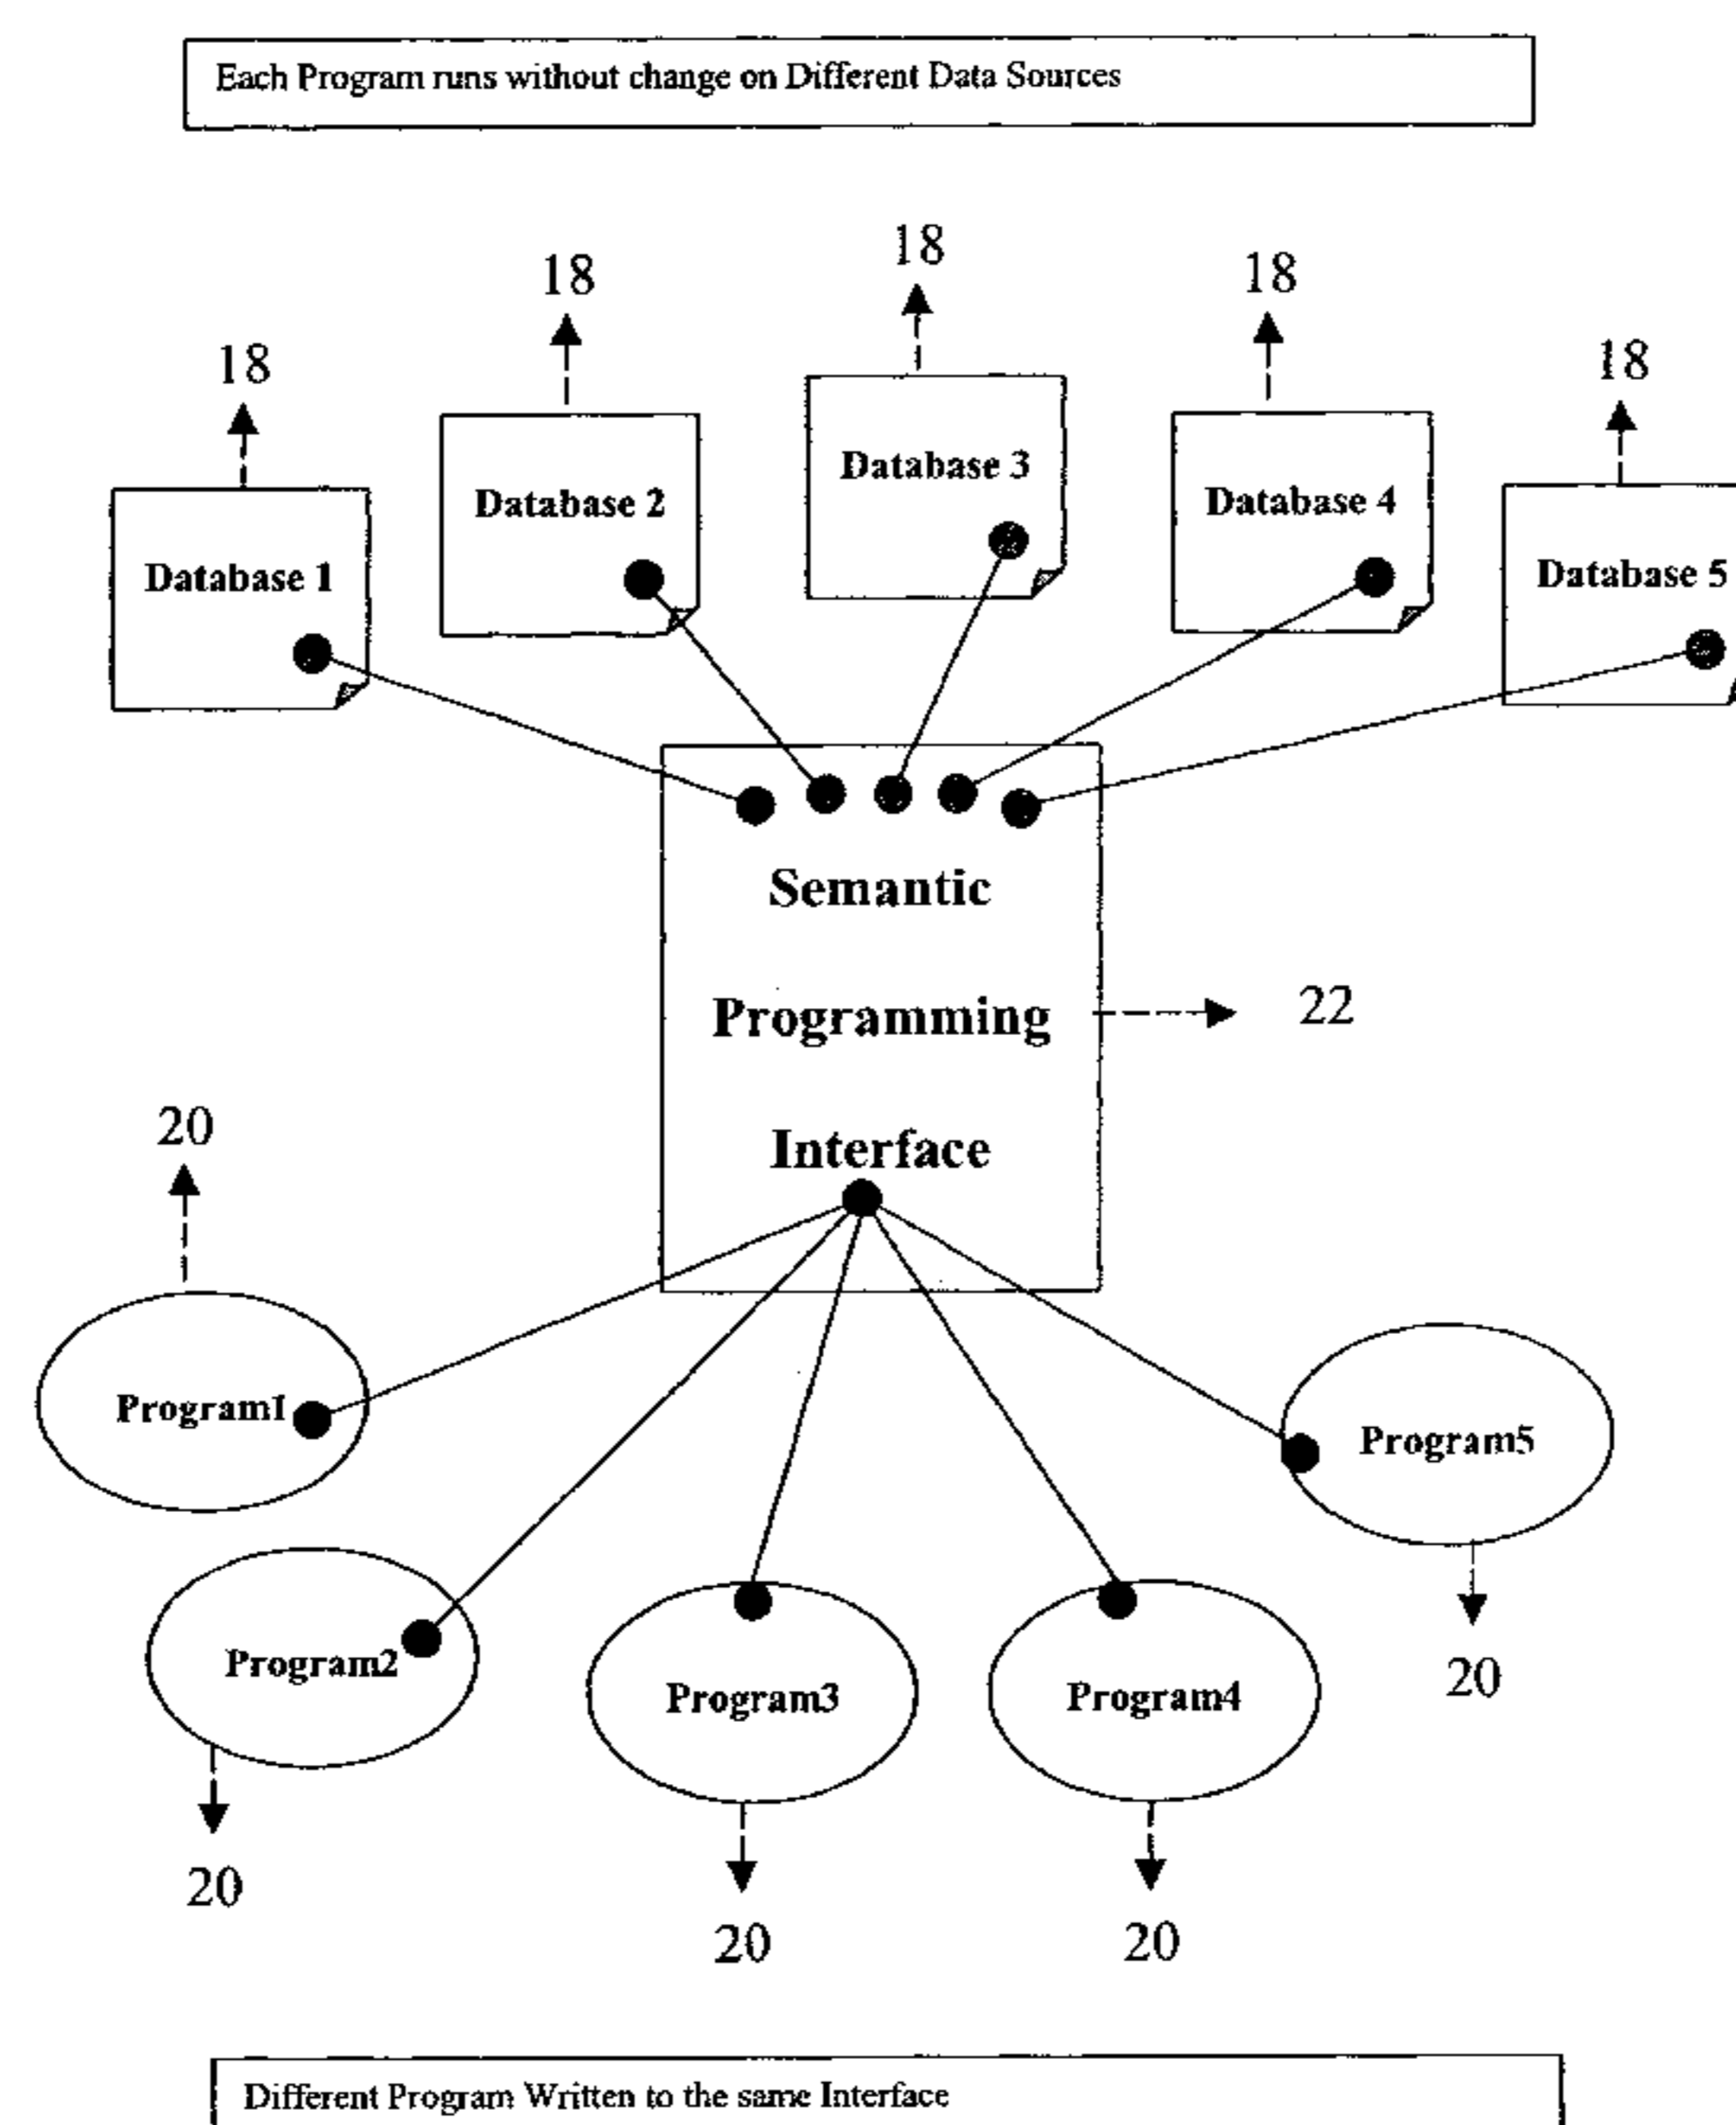 Each Program runs without change on Different Data Sources
18
18
18
18
18
Database 1
Database 2
Database 3
Database 4
Database 5
Semantic
Programming
Interface
22
20
Program1
Program2
Program3
Program4
Program5
20
20
20
20
Different Program Written to the same Interface